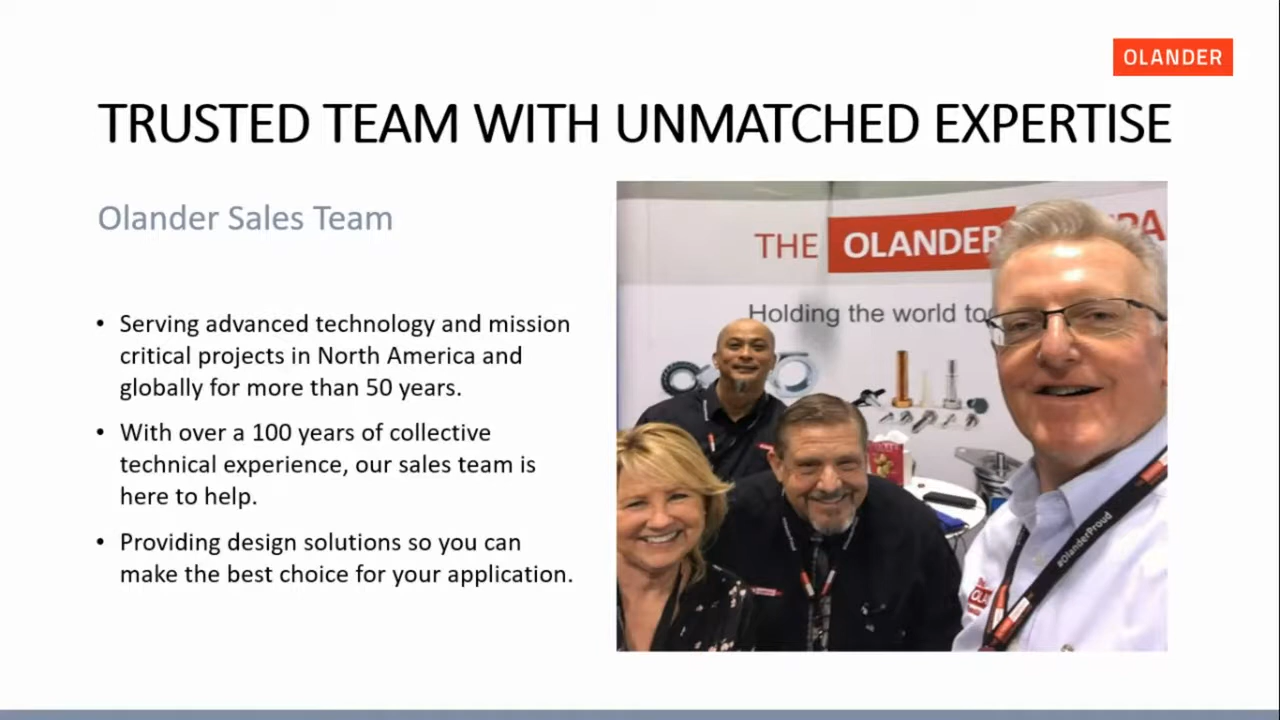 OLANDER
TRUSTED TEAM WITH UNMATCHED EXPERTISE
Olander Sales Team
• Serving advanced technology and mission
critical projects in North America and
globally for more than 50 years.
• With over a 100 years of collective
technical experience, our sales team is
here to help.
• Providing design solutions so you can
make the best choice for your application.
THE OLANDER
Holding the world
#OlanderProud